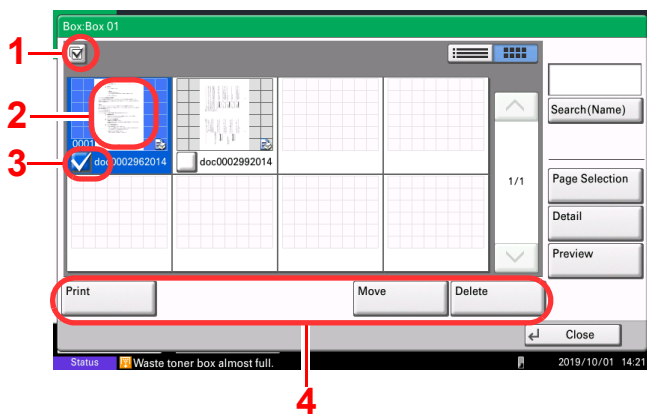 Box:Box 01
1
2
3
Search(Name)
0001
doc0002962014
doc0002992014
1/1
Page Selection
Detail
Preview
Print
Move
Delete
Close
Status
Waste toner box almost full.
2019/10/01 14:21
4